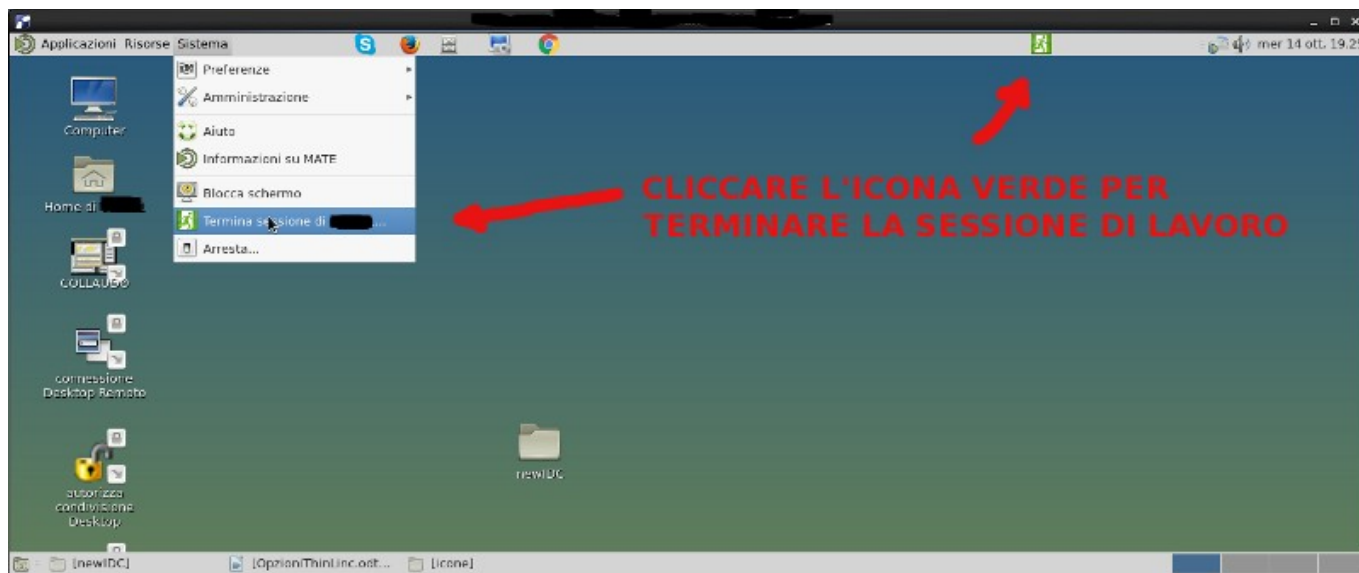 Applicazioni Risorse Sistema
mer 14 ott, 19.25
Preferenze
Amministrazione
Aiuto
Informazioni su MATE
Blocca schermo
Termina sessione di ...
Arresta...
Computer
Home di
COLLAUDO
connessione
Desktop Remoto
autorizza
condivisione
Desktop
newIDC
CLICCARE L'ICONA VERDE PER
TERMINARE LA SESSIONE DI LAVORO
[newIDC] [OpzioniThinLinc.odt... [icone]